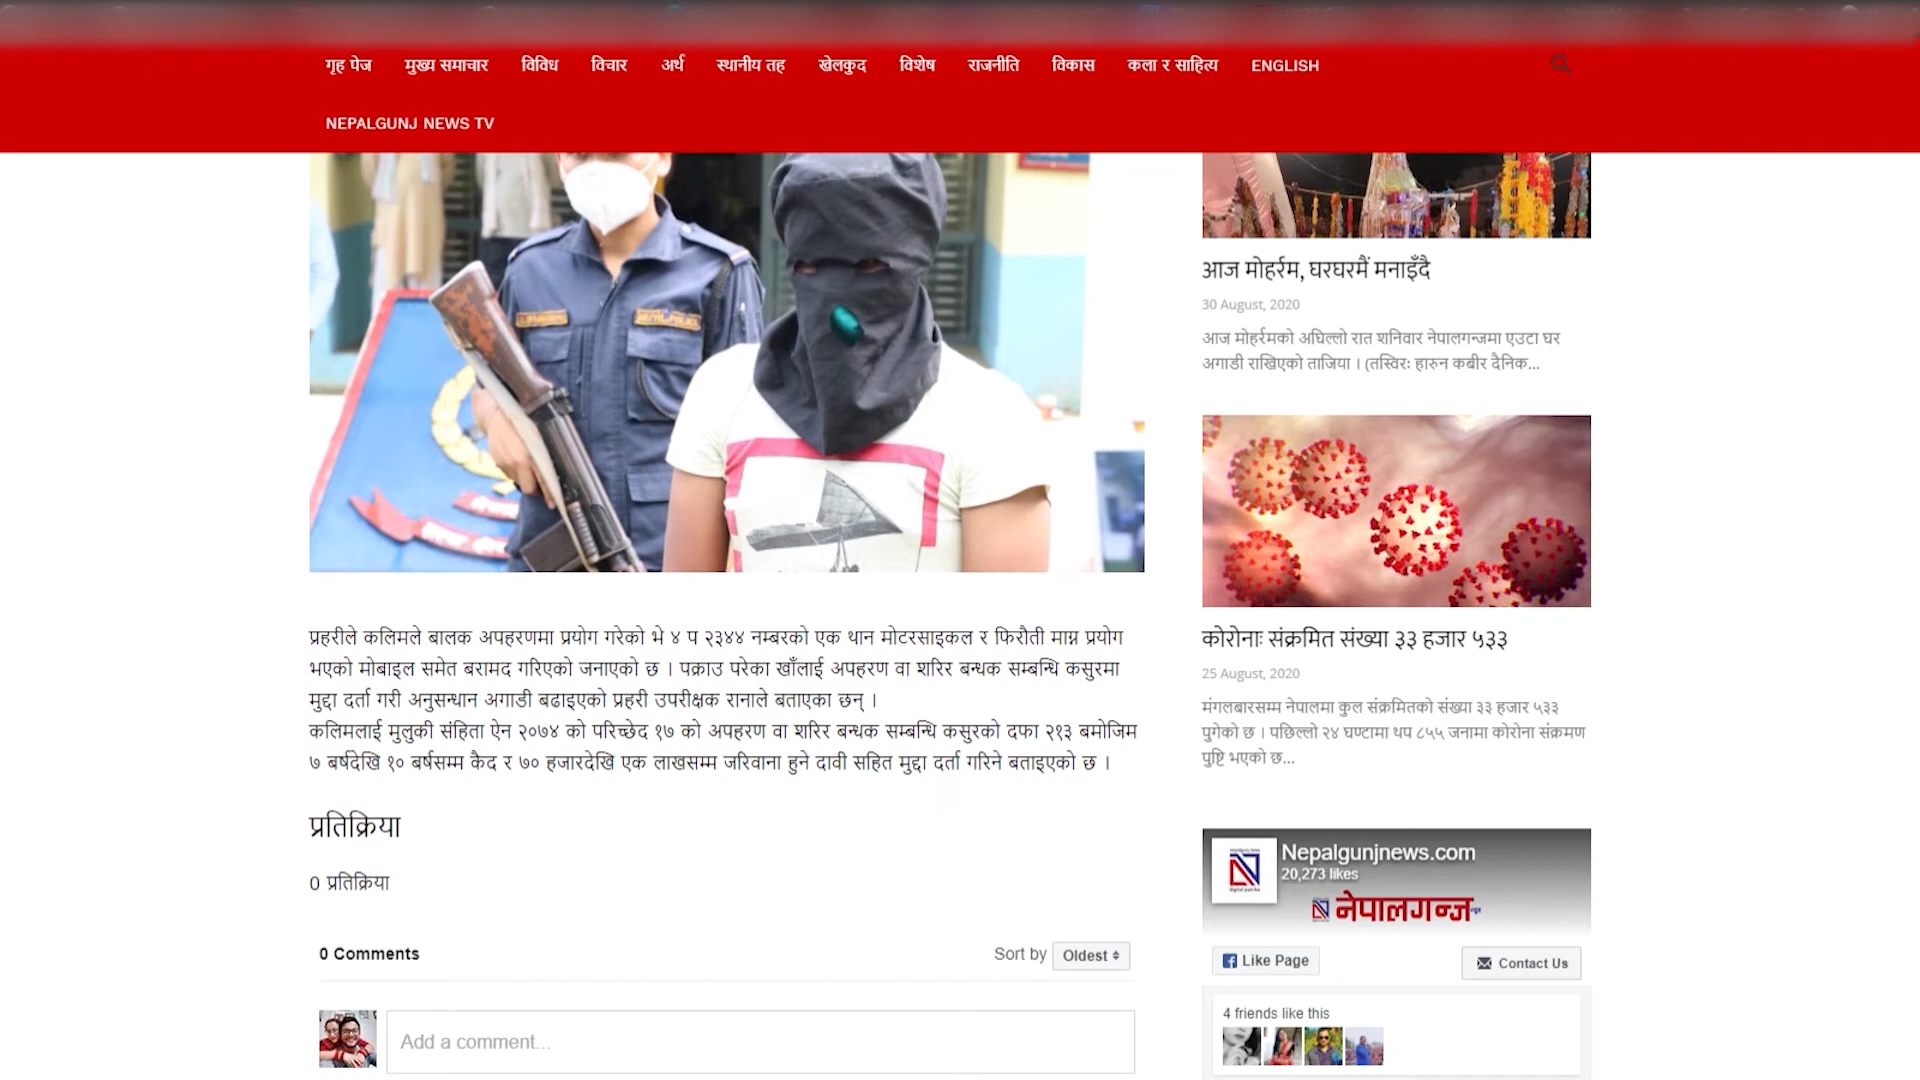 गृह पेज मुख्य समाचार विविध विचार अर्थ स्थानीय तह खेलकुद विशेष राजनीति विकास कला र साहित्य ENGLISH
NEPALGUNJ NEWS TV
प्रहरीले कलिमले बालक अपहरणमा प्रयोग गरेको भे ४ प २३४४ नम्बरको एक थान मोटरसाइकल र फिरौती माग्न प्रयोग
भएको मोबाइल समेत बरामद गरिएको जनाएको छ । पक्राउ परेका खाँलाई अपहरण वा शरिर बन्धक सम्बन्धि कसुरमा
मुद्दा दर्ता गरी अनुसन्धान अगाडी बढाइएको प्रहरी उपरीक्षक रानाले बताएका छन् ।
कलिमलाई मुलुकी संहिता ऐन २०७४ को परिच्छेद १७ को अपहरण वा शरिर बन्धक सम्बन्धि कसुरको दफा २१३ बमोजिम
७ बर्षदेखि १० बर्षसम्म कैद र ७० हजारदेखि एक लाखसम्म जरिवाना हुने दावी सहित मुद्दा दर्ता गरिने बताइएको छ ।
प्रतिक्रिया
0 प्रतिक्रिया
0 Comments
Sort by Oldest
Add a comment...
आज मोहर्रम, घरघरमैं मनाइँदै
30 August, 2020
आज मोहर्रमको अघिल्लो रात शनिवार नेपालगन्जमा एउटा घर
अगाडी राखिएको ताजिया । (तस्विरः हारुन कबीर दैनिक...
कोरोनाः संक्रमित संख्या ३३ हजार ५३३
25 August, 2020
मंगलबारसम्म नेपालमा कुल संक्रमितको संख्या ३३ हजार ५३३
पुगेको छ । पछिल्लो २४ घण्टामा थप ८५५ जनामा कोरोना संक्रमण
पुष्टि भएको छ...
Nepalgunjnews.com
20,273 likes
नेपालगन्ज
Like Page
Contact Us
4 friends like this